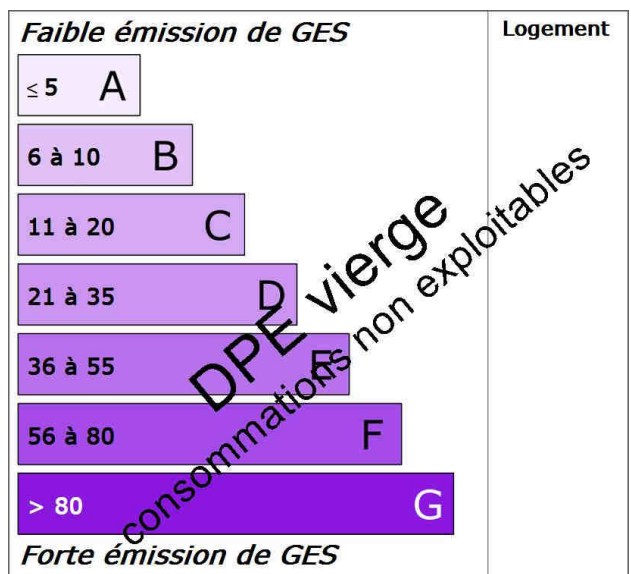 Faible émission de GES
Logement
≤ 5 A
6 à 10 B
11 à 20 C
21 à 35 D
36 à 55 E
56 à 80 F
> 80 G
Forte émission de GES
DPE vierge
consommations non exploitables